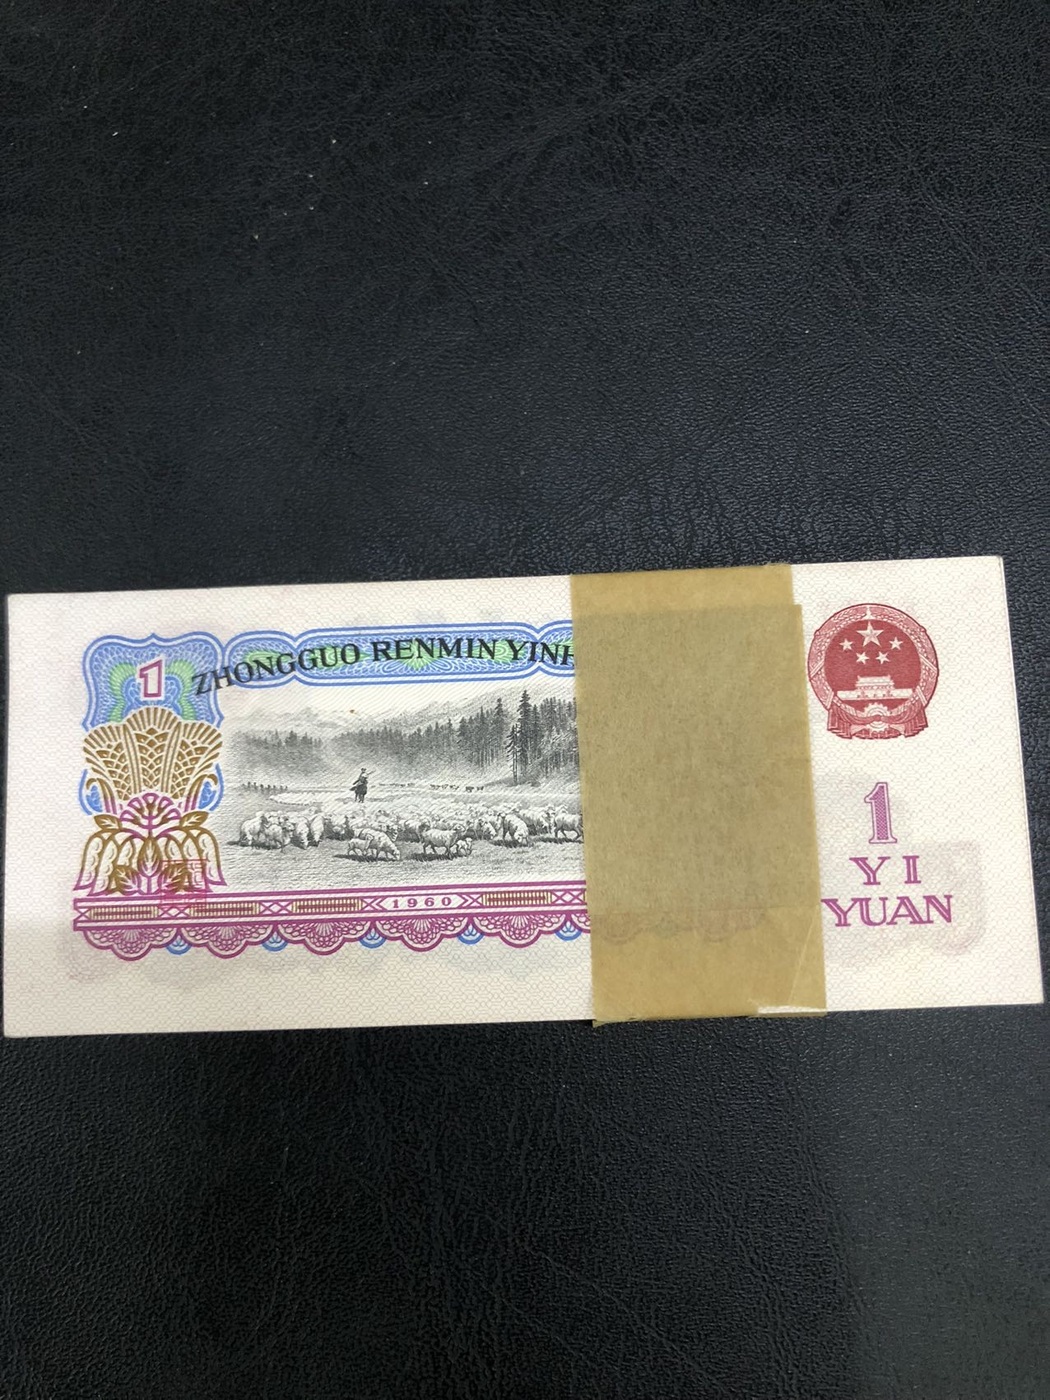 1
ZHONGGUO RENMIN YINH
1960
1
YI
YUAN